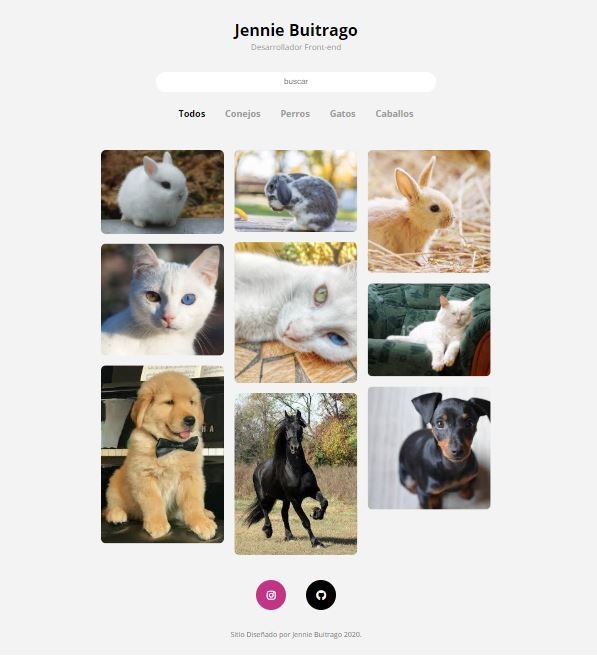 Jennie Buitrago
Desarrollador Front-end
buscar
Todos Conejos Perros Gatos Caballos
Sitio Diseñado por Jennie Buitrago 2020.